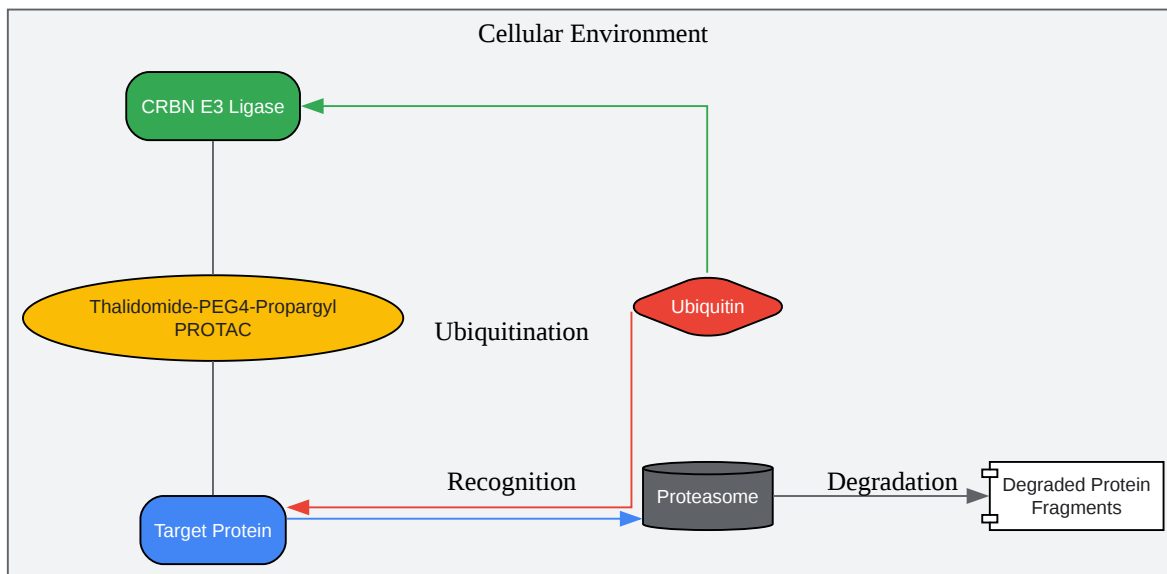 Cellular Environment
CRBN E3 Ligase
Thalidomide-PEG4-Propargyl
PROTAC
Ubiquitination
Ubiquitin
Recognition
Target Protein
Proteasome
Degradation
Degraded Protein
Fragments